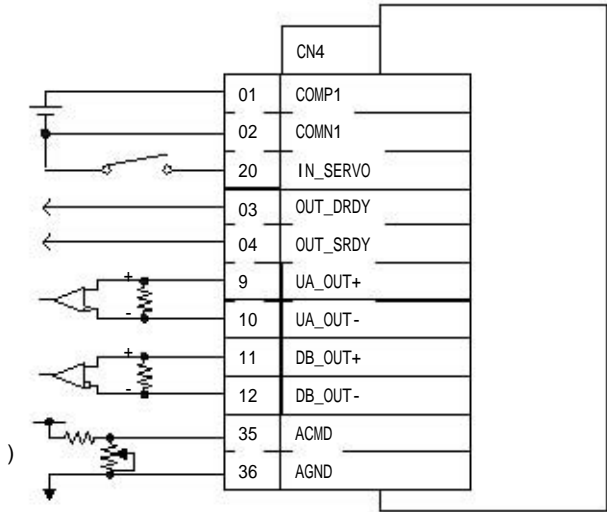 CN4
01 COMP1
02 COMN1
20 IN_SERVO
03 OUT_DRDY
04 OUT_SRDY
+ 9 UA_OUT+
- 10 UA_OUT-
+ 11 DB_OUT+
- 12 DB_OUT-
35 ACMD
) 36 AGND